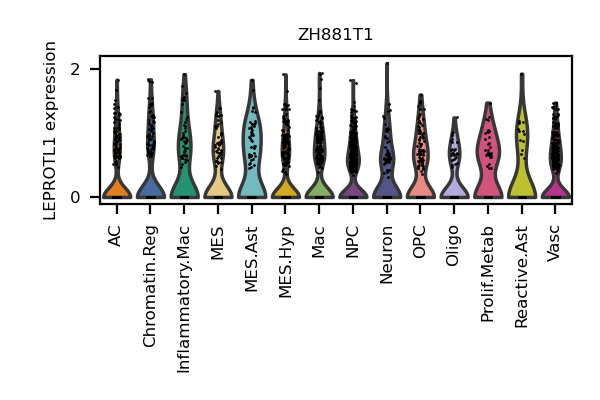 ZH881T1
LEPROTL1 expression
2
0
AC
Chromatin.Reg
Inflammatory.Mac
MES
MES.Ast
MES.Hyp
Mac
NPC
Neuron
OPC
Oligo
Prolif.Metab
Reactive.Ast
Vasc